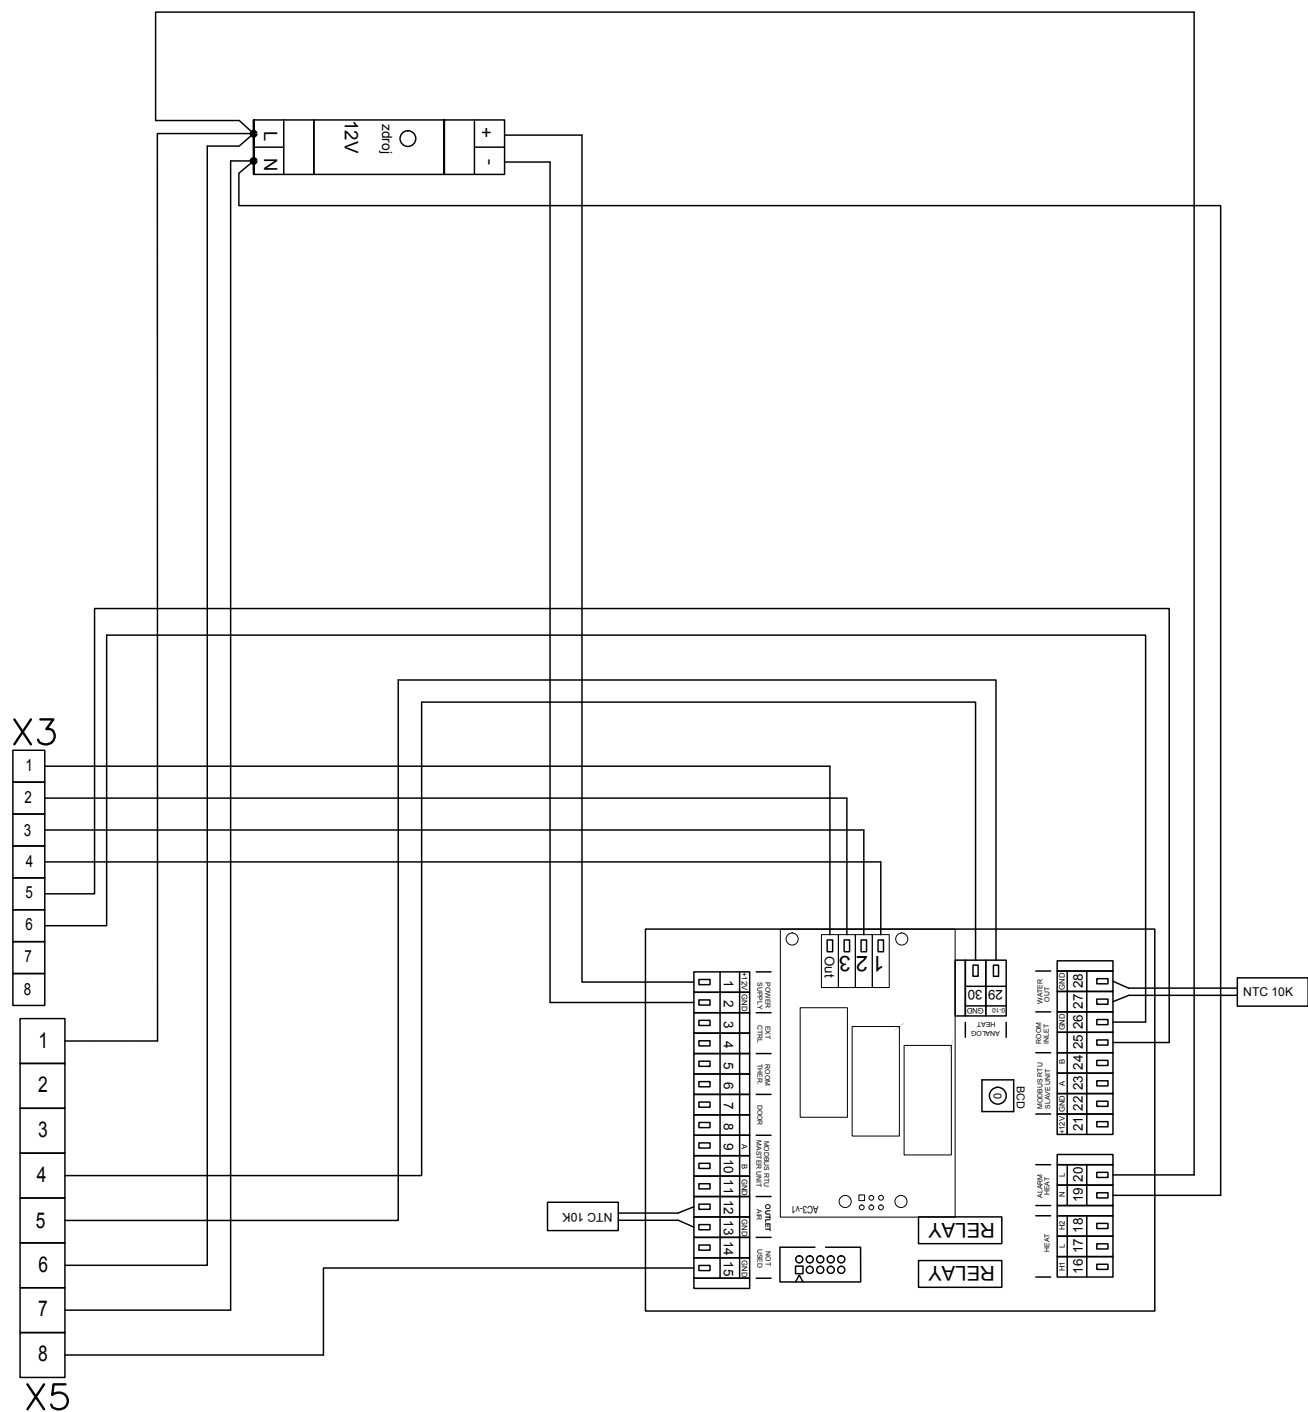 L
N
12V
zdroj
+
-
X3
1
2
3
4
5
6
7
8
1
2
3
4
5
6
7
8
X5
Out
3
2
1
1 +12V
2 GND
POWER
SUPPLY
3
4
EXT
CTRL
5
6
ROOM
THER.
7
8
DOOR
9 A
10 B
11 GND
MODBUS RTU
MASTER UNIT
12
13 GND
OUTLET
AIR
14
15 GND
NOT
USED
NTC 10K
AC3-v1
30 29
GND 0-10
ANALOG
HEAT
BCD
0
RELAY
RELAY
WATER
OUT
GND 28
27
ROOM
INLET
GND 26
25
MODBUS RTU
SLAVE UNIT
B 24
A 23
GND 22
+12V 21
ALARM
HEAT
L 20
N 19
HEAT
H2 18
L 17
H1 16
NTC 10K